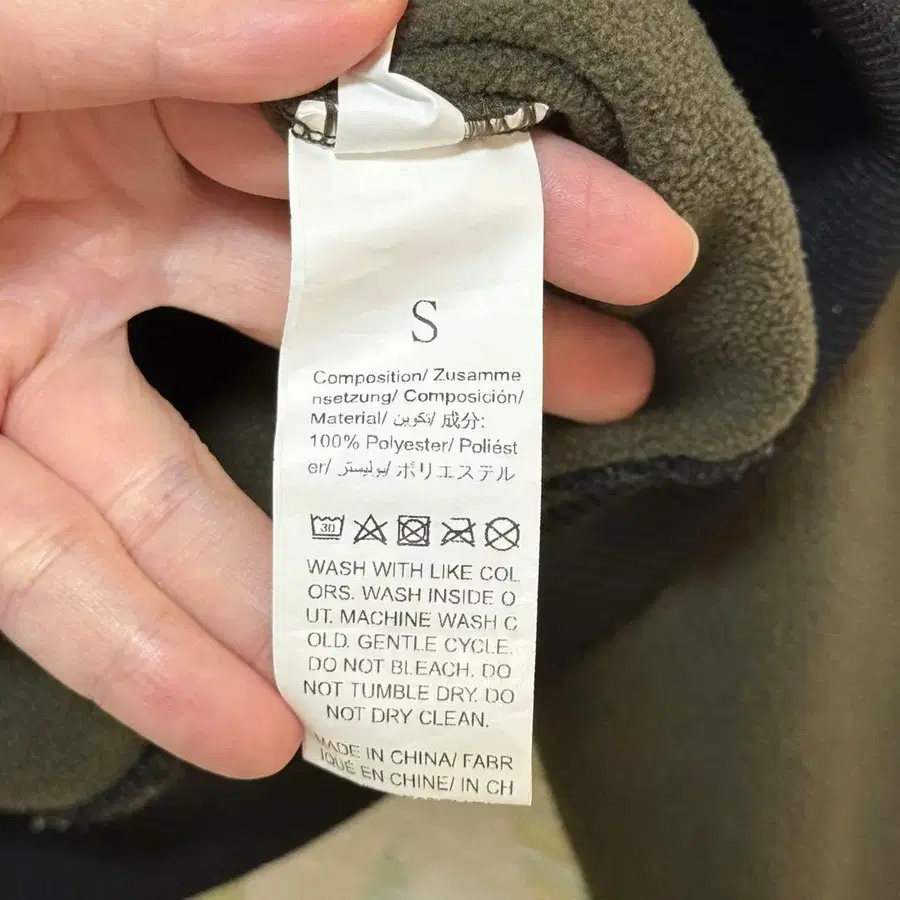 S
Composition/ Zusamme
nsetzung/ Composición/
Material/ تكوين/ 成分:
100% Polyester/ Poliést
er/ بوليستر/ ポリエステル
30
WASH WITH LIKE COL
ORS. WASH INSIDE O
UT. MACHINE WASH C
OLD. GENTLE CYCLE.
DO NOT BLEACH. DO
NOT TUMBLE DRY. DO
NOT DRY CLEAN.
MADE IN CHINA/ FABR
IQUÉ EN CHINE/ IN CH